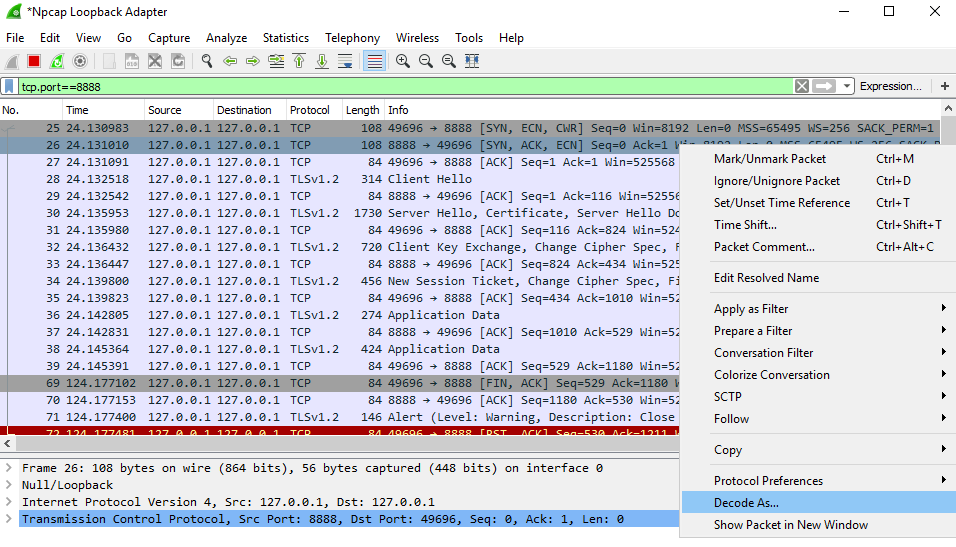 *Npcap Loopback Adapter
File Edit View Go Capture Analyze Statistics Telephony Wireless Tools Help
tcp.port==8888 Expression... +
No. Time Source Destination Protocol Length Info
25 24.130983 127.0.0.1 127.0.0.1 TCP 108 49696 → 8888 [SYN, ECN, CWR] Seq=0 Win=8192 Len=0 MSS=65495 WS=256 SACK_PERM=1
26 24.131010 127.0.0.1 127.0.0.1 TCP 108 8888 → 49696 [SYN, ACK, ECN] Seq=0 Ack=1 Win=8192 Len=0 MSS=65495 WS=256 SACK_P
27 24.131091 127.0.0.1 127.0.0.1 TCP 84 49696 → 8888 [ACK] Seq=1 Ack=1 Win=525568
28 24.132518 127.0.0.1 127.0.0.1 TLSv1.2 314 Client Hello
29 24.132542 127.0.0.1 127.0.0.1 TCP 84 8888 → 49696 [ACK] Seq=1 Ack=116 Win=52556
30 24.135953 127.0.0.1 127.0.0.1 TLSv1.2 1730 Server Hello, Certificate, Server Hello Do
31 24.135980 127.0.0.1 127.0.0.1 TCP 84 49696 → 8888 [ACK] Seq=116 Ack=824 Win=524
32 24.136432 127.0.0.1 127.0.0.1 TLSv1.2 720 Client Key Exchange, Change Cipher Spec, F
33 24.136447 127.0.0.1 127.0.0.1 TCP 84 8888 → 49696 [ACK] Seq=824 Ack=434 Win=525
34 24.139800 127.0.0.1 127.0.0.1 TLSv1.2 456 New Session Ticket, Change Cipher Spec, Fi
35 24.139823 127.0.0.1 127.0.0.1 TCP 84 49696 → 8888 [ACK] Seq=434 Ack=1010 Win=52
36 24.142805 127.0.0.1 127.0.0.1 TLSv1.2 274 Application Data
37 24.142831 127.0.0.1 127.0.0.1 TCP 84 8888 → 49696 [ACK] Seq=1010 Ack=529 Win=52
38 24.145364 127.0.0.1 127.0.0.1 TLSv1.2 424 Application Data
39 24.145391 127.0.0.1 127.0.0.1 TCP 84 49696 → 8888 [ACK] Seq=529 Ack=1180 Win=52
69 124.177102 127.0.0.1 127.0.0.1 TCP 84 49696 → 8888 [FIN, ACK] Seq=529 Ack=1180 W
70 124.177153 127.0.0.1 127.0.0.1 TCP 84 8888 → 49696 [ACK] Seq=1180 Ack=530 Win=52
71 124.177400 127.0.0.1 127.0.0.1 TLSv1.2 146 Alert (Level: Warning, Description: Close
72 124.177481 127.0.0.1 127.0.0.1 TCP 84 49696 → 8888 [RST, ACK] Seq=530 Ack=1211 W
Mark/Unmark Packet Ctrl+M
Ignore/Unignore Packet Ctrl+D
Set/Unset Time Reference Ctrl+T
Time Shift... Ctrl+Shift+T
Packet Comment... Ctrl+Alt+C
Edit Resolved Name
Apply as Filter
Prepare a Filter
Conversation Filter
Colorize Conversation
SCTP
Follow
Copy
Protocol Preferences
Decode As...
Show Packet in New Window
Frame 26: 108 bytes on wire (864 bits), 56 bytes captured (448 bits) on interface 0
Null/Loopback
Internet Protocol Version 4, Src: 127.0.0.1, Dst: 127.0.0.1
Transmission Control Protocol, Src Port: 8888, Dst Port: 49696, Seq: 0, Ack: 1, Len: 0